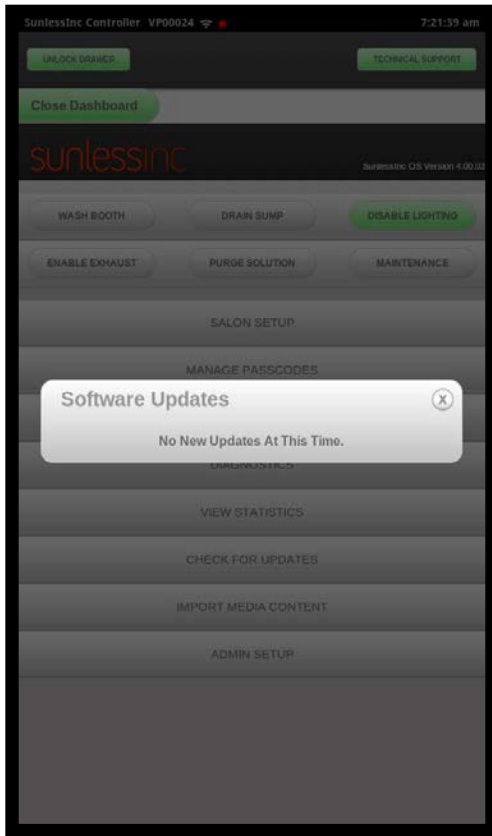 SunlessInc Controller VP00024 7:21:39 am
UNLOCK DRAWER TECHNICAL SUPPORT
Close Dashboard
sunlessinc
SunlessInc OS Version 4.00.02
WASH BOOTH DRAIN SUMP DISABLE LIGHTING
ENABLE EXHAUST PURGE SOLUTION MAINTENANCE
SALON SETUP
MANAGE PASSCODES
Software Updates X
No New Updates At This Time.
DIAGNOSTICS
VIEW STATISTICS
CHECK FOR UPDATES
IMPORT MEDIA CONTENT
ADMIN SETUP